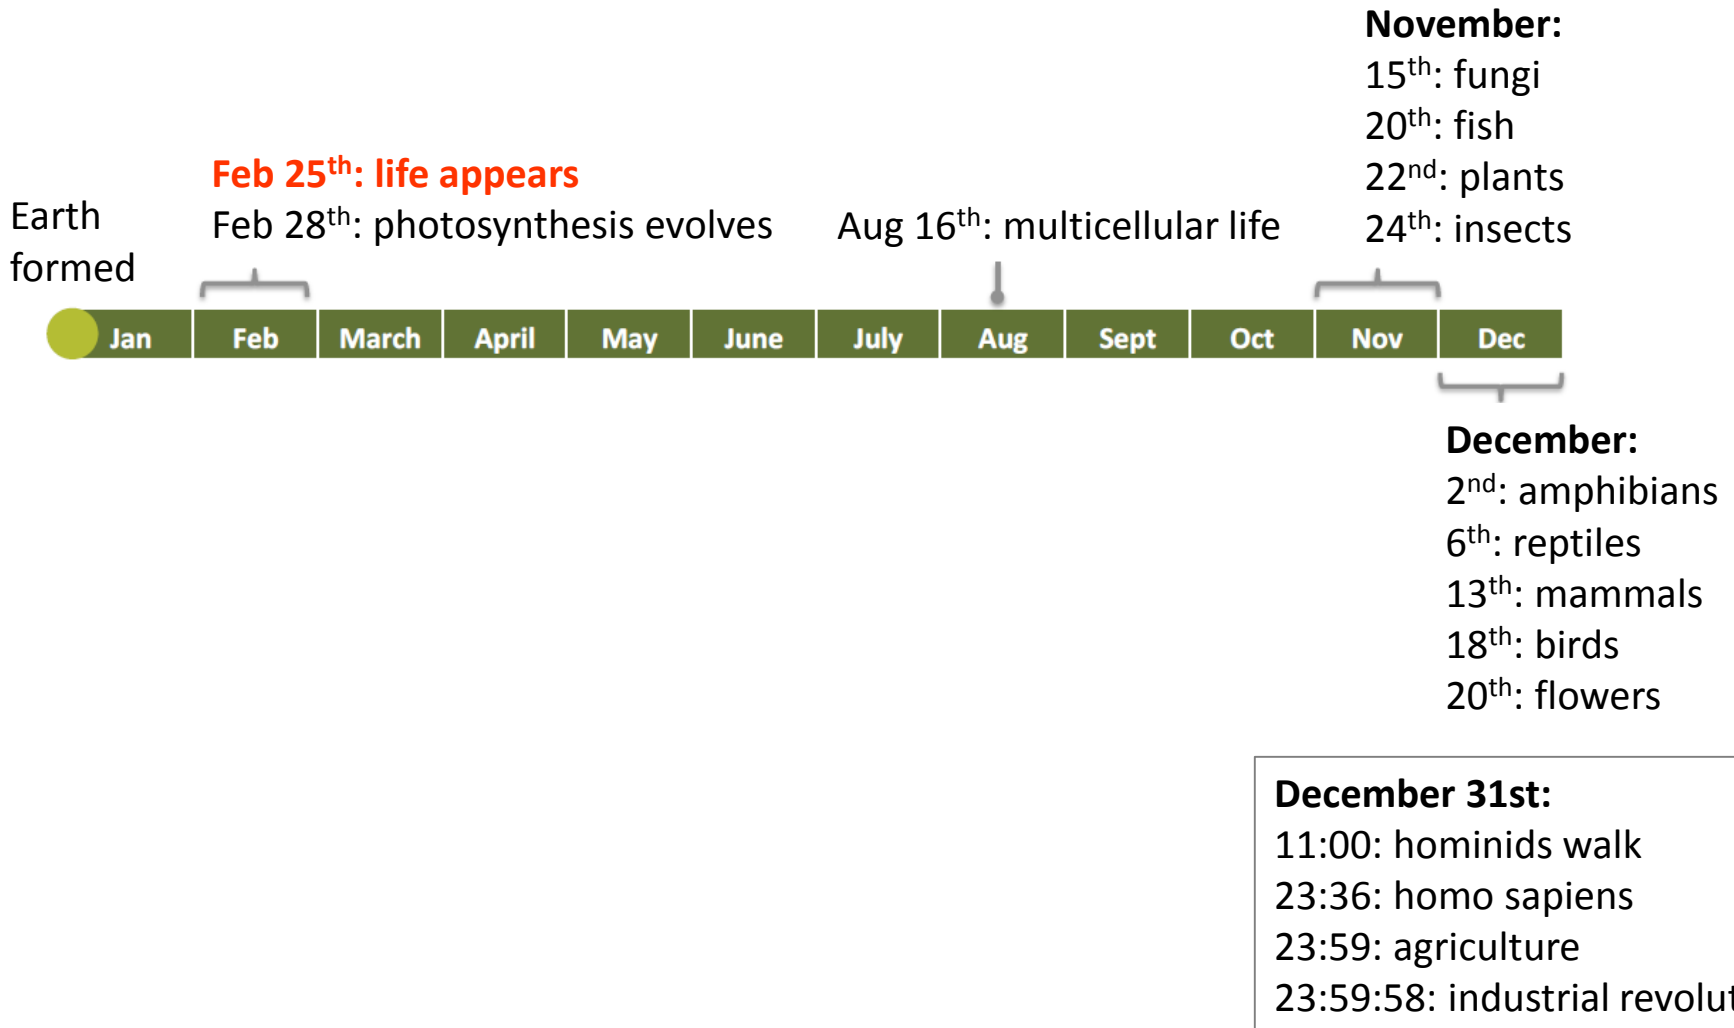 Earth
formed
Feb 25th: life appears
Feb 28th: photosynthesis evolves
Aug 16th: multicellular life
November:
15th: fungi
20th: fish
22nd: plants
24th: insects
Jan Feb March April May June July Aug Sept Oct Nov Dec
December:
2nd: amphibians
6th: reptiles
13th: mammals
18th: birds
20th: flowers
December 31st:
11:00: hominids walk
23:36: homo sapiens
23:59: agriculture
23:59:58: industrial revolut